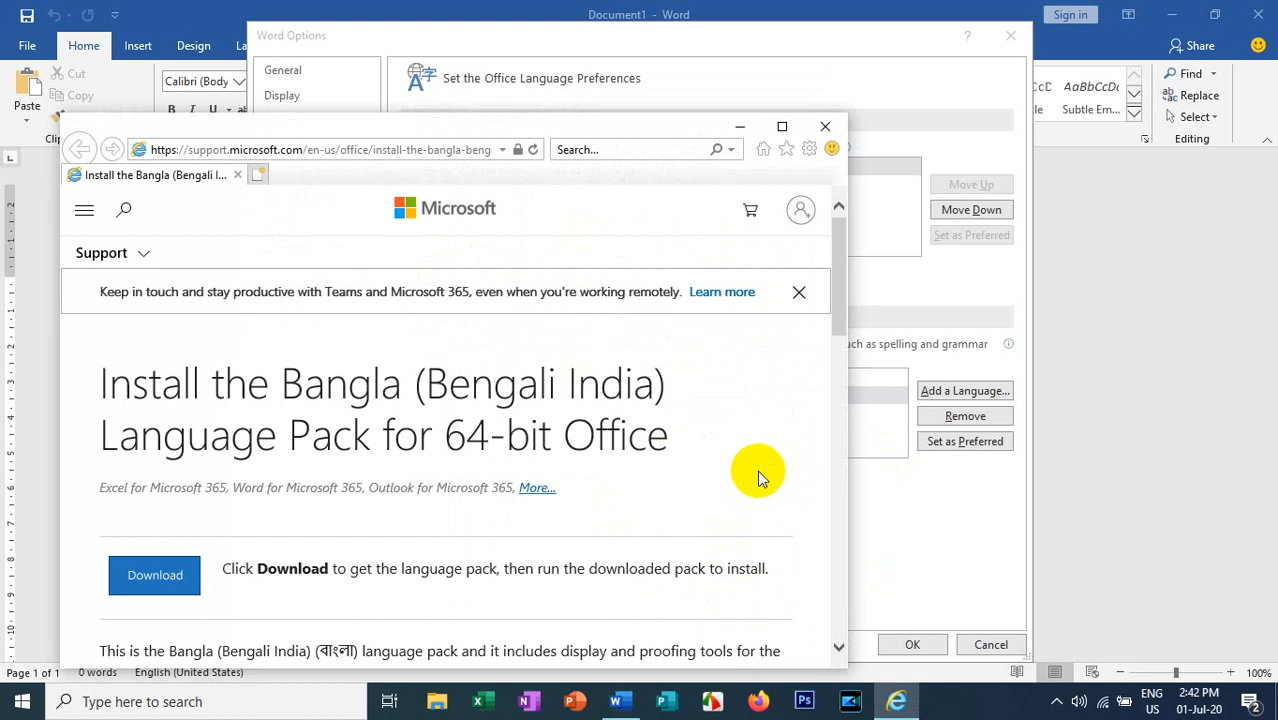 Document1 - Word
Sign in
File Home Insert Design La
Share
Word Options
General
Display
Set the Office Language Preferences
Cut
Copy
Paste
Calibri (Body
B I U ab
Subtle Em...
Find
Replace
Select
Editing
https://support.microsoft.com/en-us/office/install-the-bangla-beng
Search...
Install the Bangla (Bengali I...
Move Up
Move Down
Set as Preferred
Microsoft
Support
Keep in touch and stay productive with Teams and Microsoft 365, even when you're working remotely. Learn more
uch as spelling and grammar
Install the Bangla (Bengali India)
Language Pack for 64-bit Office
Add a Language...
Remove
Set as Preferred
Excel for Microsoft 365, Word for Microsoft 365, Outlook for Microsoft 365, More...
Download
Click Download to get the language pack, then run the downloaded pack to install.
This is the Bangla (Bengali India) (বাংলা) language pack and it includes display and proofing tools for the
OK
Cancel
Page 1 of 1 0 words English (United States)
100%
Type here to search
ENG
US
2:42 PM
01-Jul-20
2